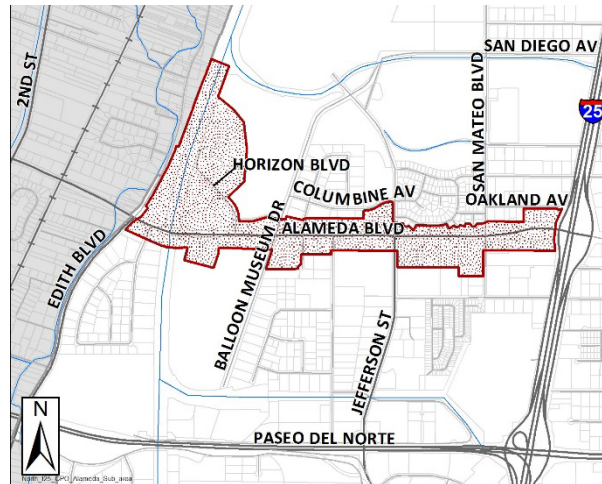 SAN DIEGO AV
2ND ST
SAN MATEO BLVD
25
HORIZON BLVD
COLUMBINE AV
OAKLAND AV
ALAMEDA BLVD
EDITH BLVD
BALLOON MUSEUM DR
JEFFERSON ST
N
PASEO DEL NORTE
North_I25_CPO_Alameda_Sub_area